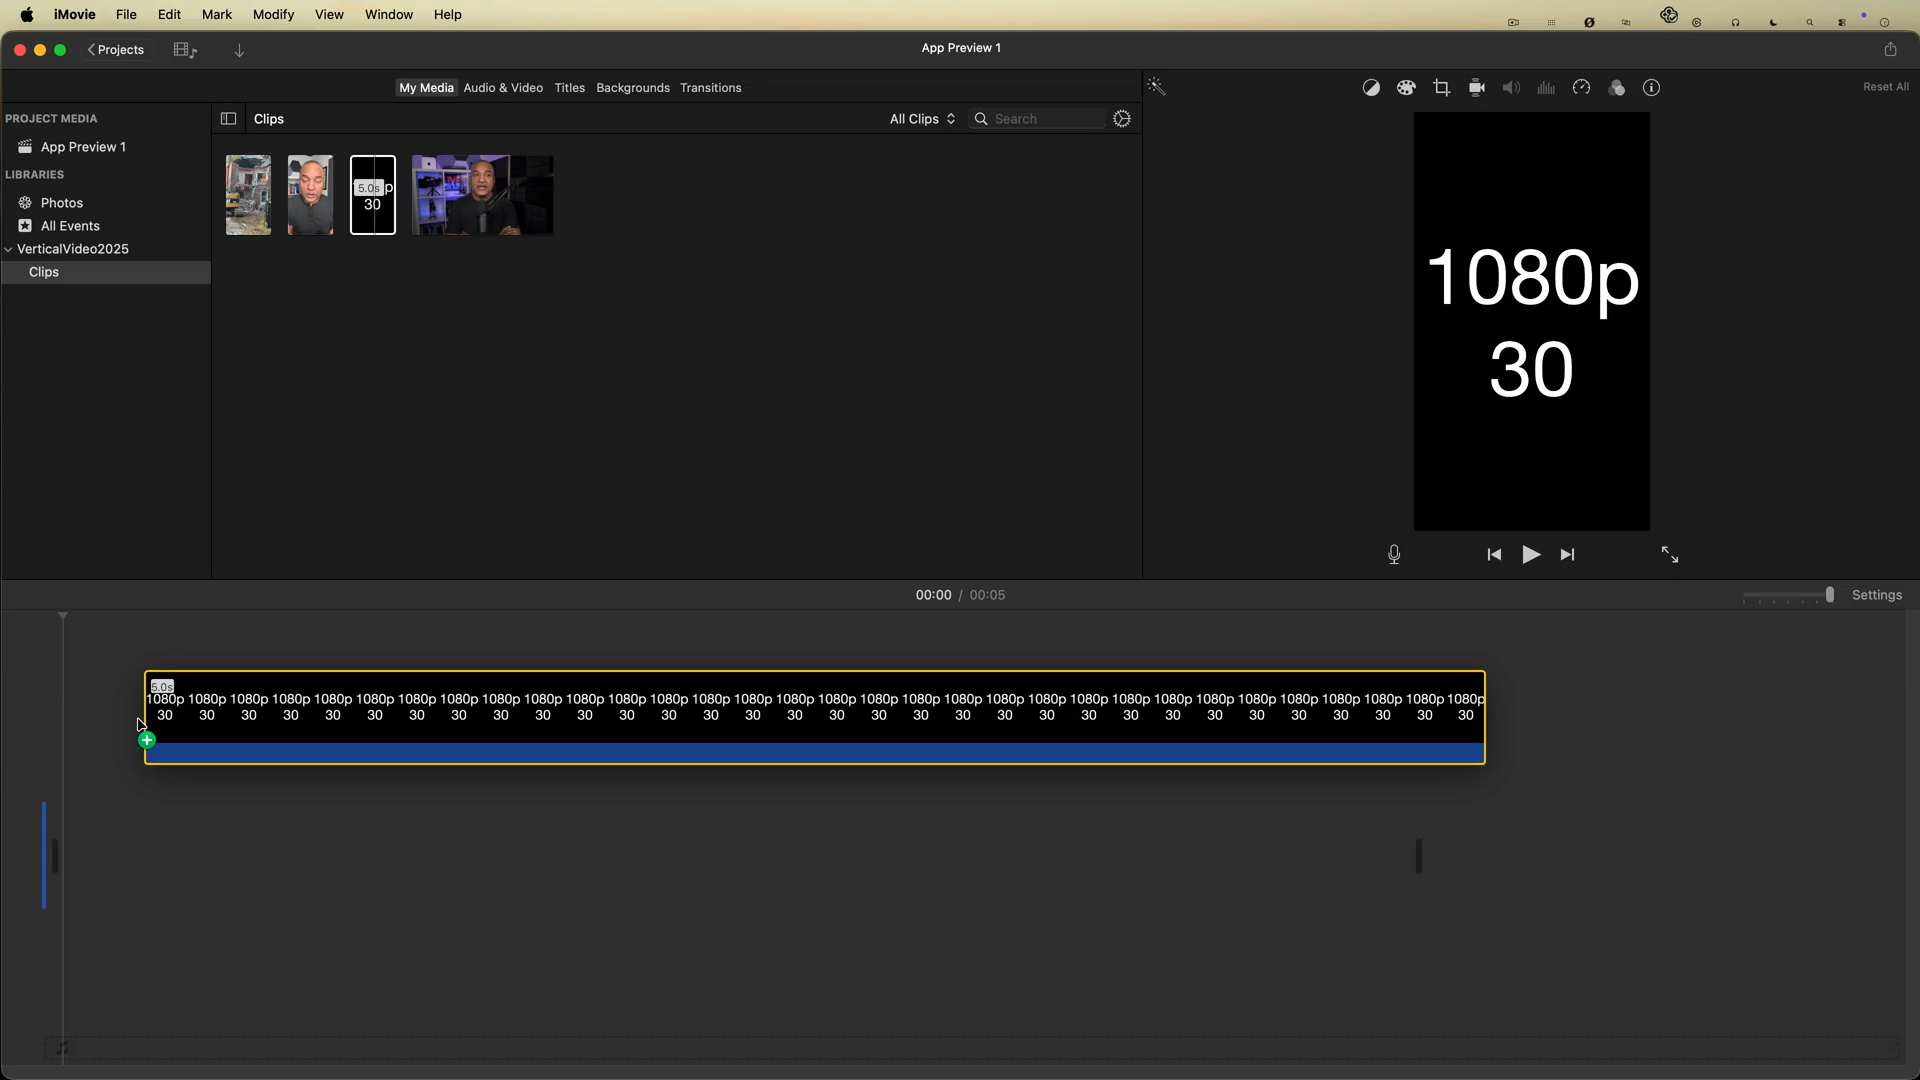 iMovie File Edit Mark Modify View Window Help
Projects
App Preview 1
My Media Audio & Video Titles Backgrounds Transitions
Reset All
PROJECT MEDIA
App Preview 1
LIBRARIES
Photos
All Events
VerticalVideo2025
Clips
Clips
All Clips
Search
5.0s p
30
1080p
30
00:00 / 00:05
Settings
5.0s
1080p 1080p 1080p 1080p 1080p 1080p 1080p 1080p 1080p 1080p 1080p 1080p 1080p 1080p 1080p 1080p 1080p 1080p 1080p 1080p 1080p 1080p 1080p 1080p 1080p 1080p 1080p 1080p 1080p 1080p 1080p 1080p
30 30 30 30 30 30 30 30 30 30 30 30 30 30 30 30 30 30 30 30 30 30 30 30 30 30 30 30 30 30 30 30